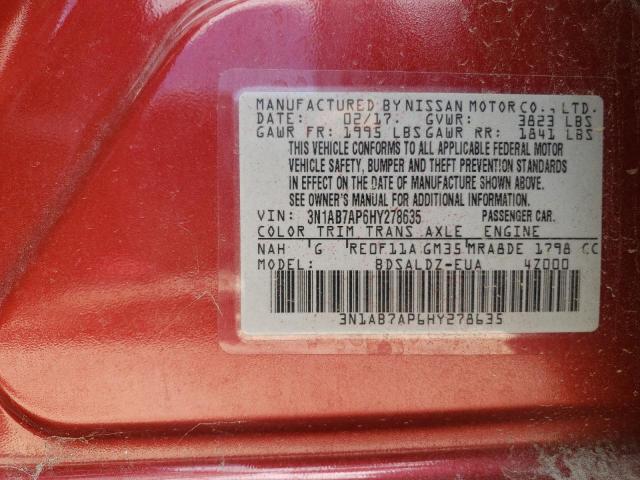 MANUFACTURED BY NISSAN MOTOR CO., LTD.
DATE: 02/17. GVWR: 3823 LBS
GAWR FR: 1995 LBS GAWR RR: 1841 LBS
THIS VEHICLE CONFORMS TO ALL APPLICABLE FEDERAL MOTOR
VEHICLE SAFETY, BUMPER AND THEFT PREVENTION STANDARDS
IN EFFECT ON THE DATE OF MANUFACTURE SHOWN ABOVE.
SEE OWNER'S MANUAL FOR ADDITIONAL INFORMATION.
VIN: 3N1AB7AP6HY278635 PASSENGER CAR.
COLOR TRIM TRANS AXLE ENGINE
NAH G RE0F11A GM35 MRA8DE 1798 CC
MODEL: BDSALDZ-EUA 4Z000
3N1AB7AP6HY278635